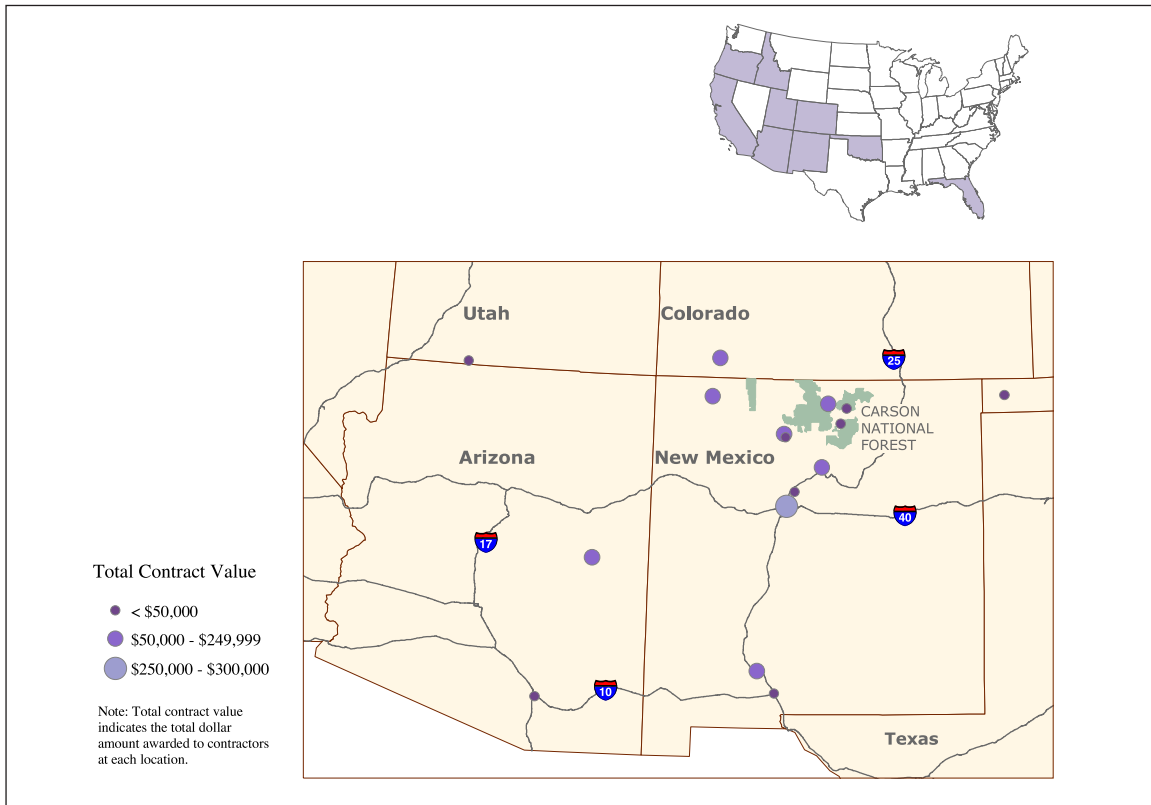 Utah
Colorado
25
CARSON
NATIONAL
FOREST
Arizona
New Mexico
40
17
Total Contract Value
< $50,000
$50,000 - $249,999
$250,000 - $300,000
10
Note: Total contract value
indicates the total dollar
amount awarded to contractors
at each location.
Texas